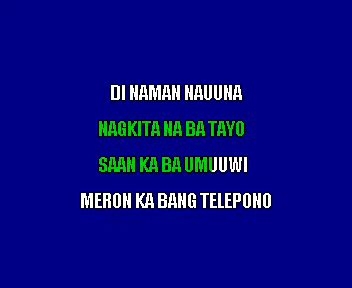 DI NAMAN NAUUNA
NAGKITA NA BA TAYO
SAAN KA BA UMUUWI
MERON KA BANG TELEPONO